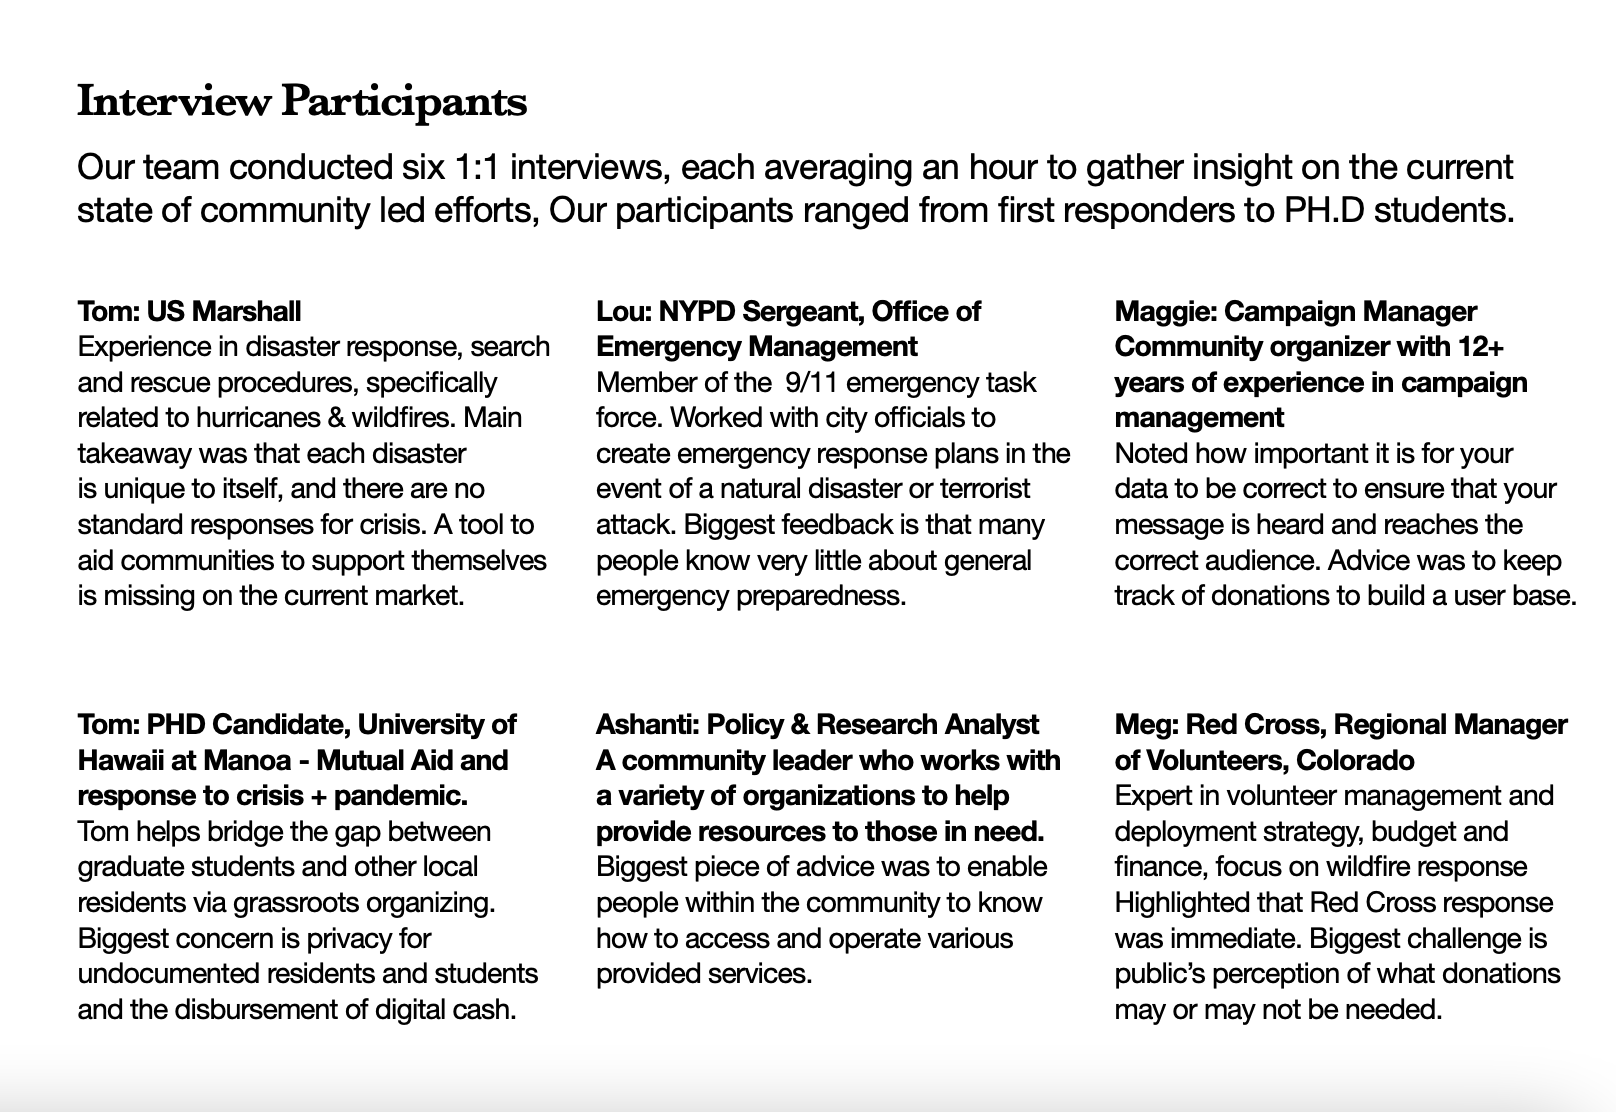 Interview Participants
Our team conducted six 1:1 interviews, each averaging an hour to gather insight on the current
state of community led efforts, Our participants ranged from first responders to PH.D students.
Tom: US Marshall
Experience in disaster response, search
and rescue procedures, specifically
related to hurricanes & wildfires. Main
takeaway was that each disaster
is unique to itself, and there are no
standard responses for crisis. A tool to
aid communities to support themselves
is missing on the current market.
Lou: NYPD Sergeant, Office of
Emergency Management
Member of the  9/11 emergency task
force. Worked with city officials to
create emergency response plans in the
event of a natural disaster or terrorist
attack. Biggest feedback is that many
people know very little about general
emergency preparedness.
Maggie: Campaign Manager
Community organizer with 12+
years of experience in campaign
management
Noted how important it is for your
data to be correct to ensure that your
message is heard and reaches the
correct audience. Advice was to keep
track of donations to build a user base.
Tom: PHD Candidate, University of
Hawaii at Manoa - Mutual Aid and
response to crisis + pandemic.
Tom helps bridge the gap between
graduate students and other local
residents via grassroots organizing.
Biggest concern is privacy for
undocumented residents and students
and the disbursement of digital cash.
Ashanti: Policy & Research Analyst
A community leader who works with
a variety of organizations to help
provide resources to those in need.
Biggest piece of advice was to enable
people within the community to know
how to access and operate various
provided services.
Meg: Red Cross, Regional Manager
of Volunteers, Colorado
Expert in volunteer management and
deployment strategy, budget and
finance, focus on wildfire response
Highlighted that Red Cross response
was immediate. Biggest challenge is
public’s perception of what donations
may or may not be needed.